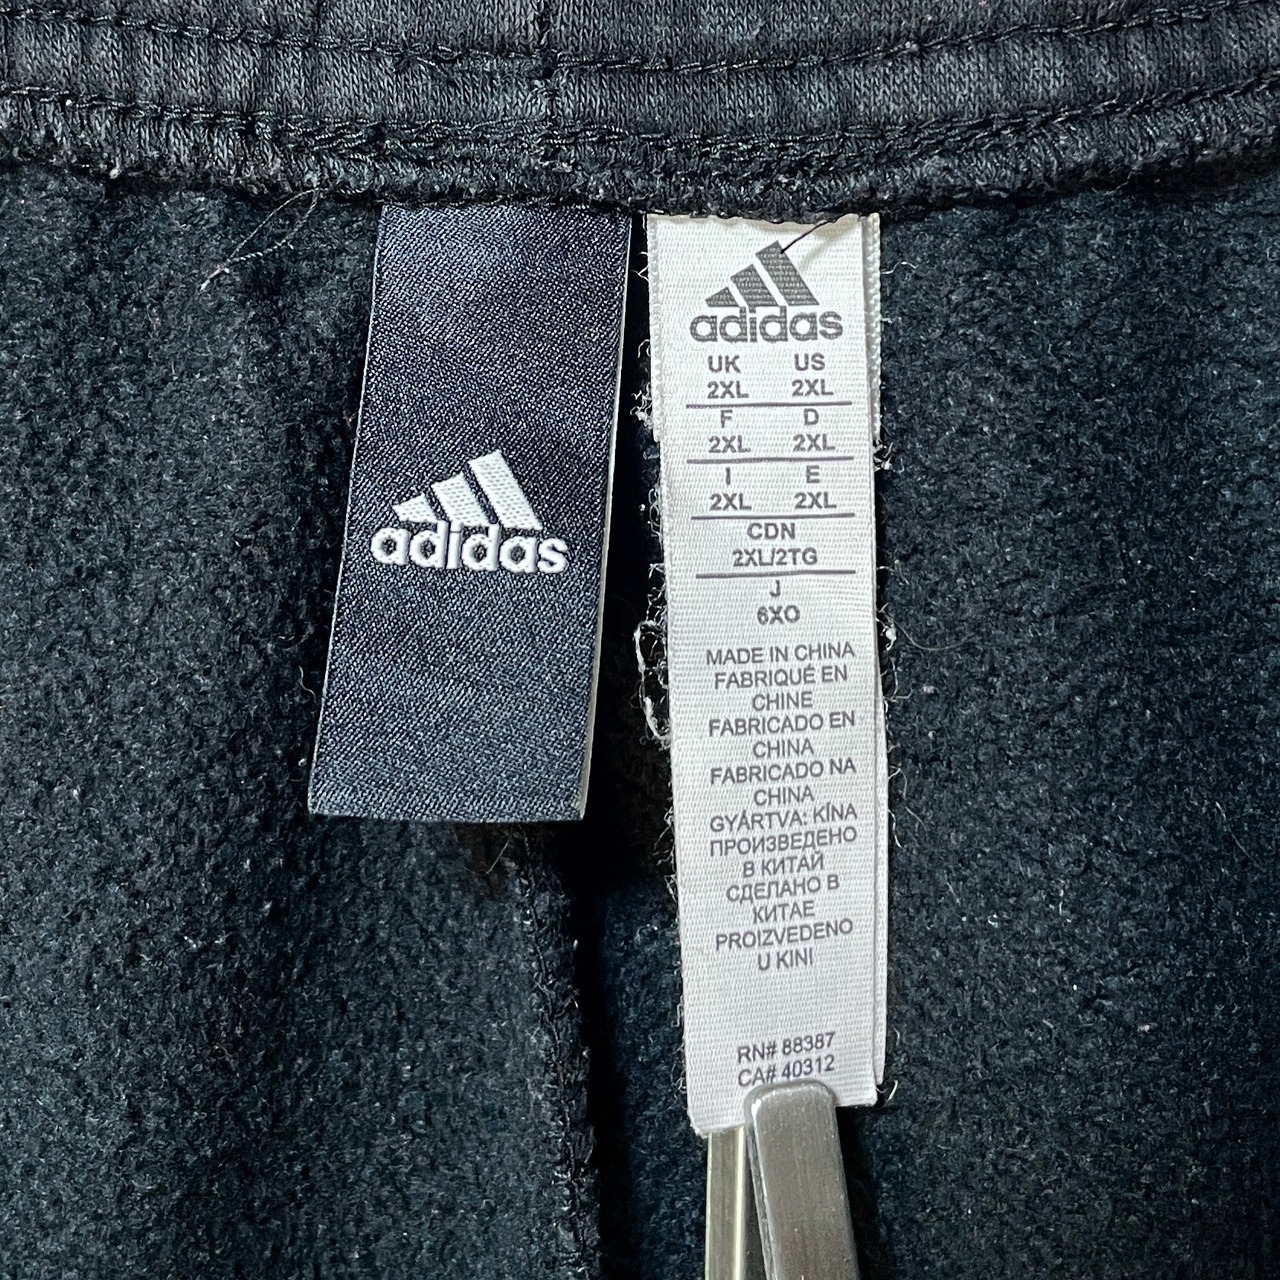 adidas
adidas
UK US
2XL 2XL
F D
2XL 2XL
I E
2XL 2XL
CDN
2XL/2TG
J
6XO
MADE IN CHINA
FABRIQUÉ EN
CHINE
FABRICADO EN
CHINA
FABRICADO NA
CHINA
GYÁRTVA: KÍNA
ПРОИЗВЕДЕНО
В КИТАЙ
СДЕЛАНО В
КИТАЕ
PROIZVEDENO
U KINI
RN# 88387
CA# 40312